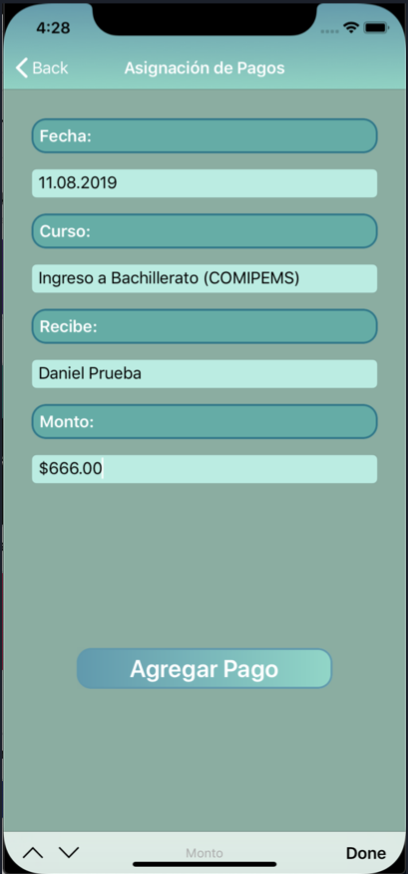 4:28
Back
Asignación de Pagos
Fecha:
11.08.2019
Curso:
Ingreso a Bachillerato (COMIPEMS)
Recibe:
Daniel Prueba
Monto:
$666.00
Agregar Pago
Monto
Done